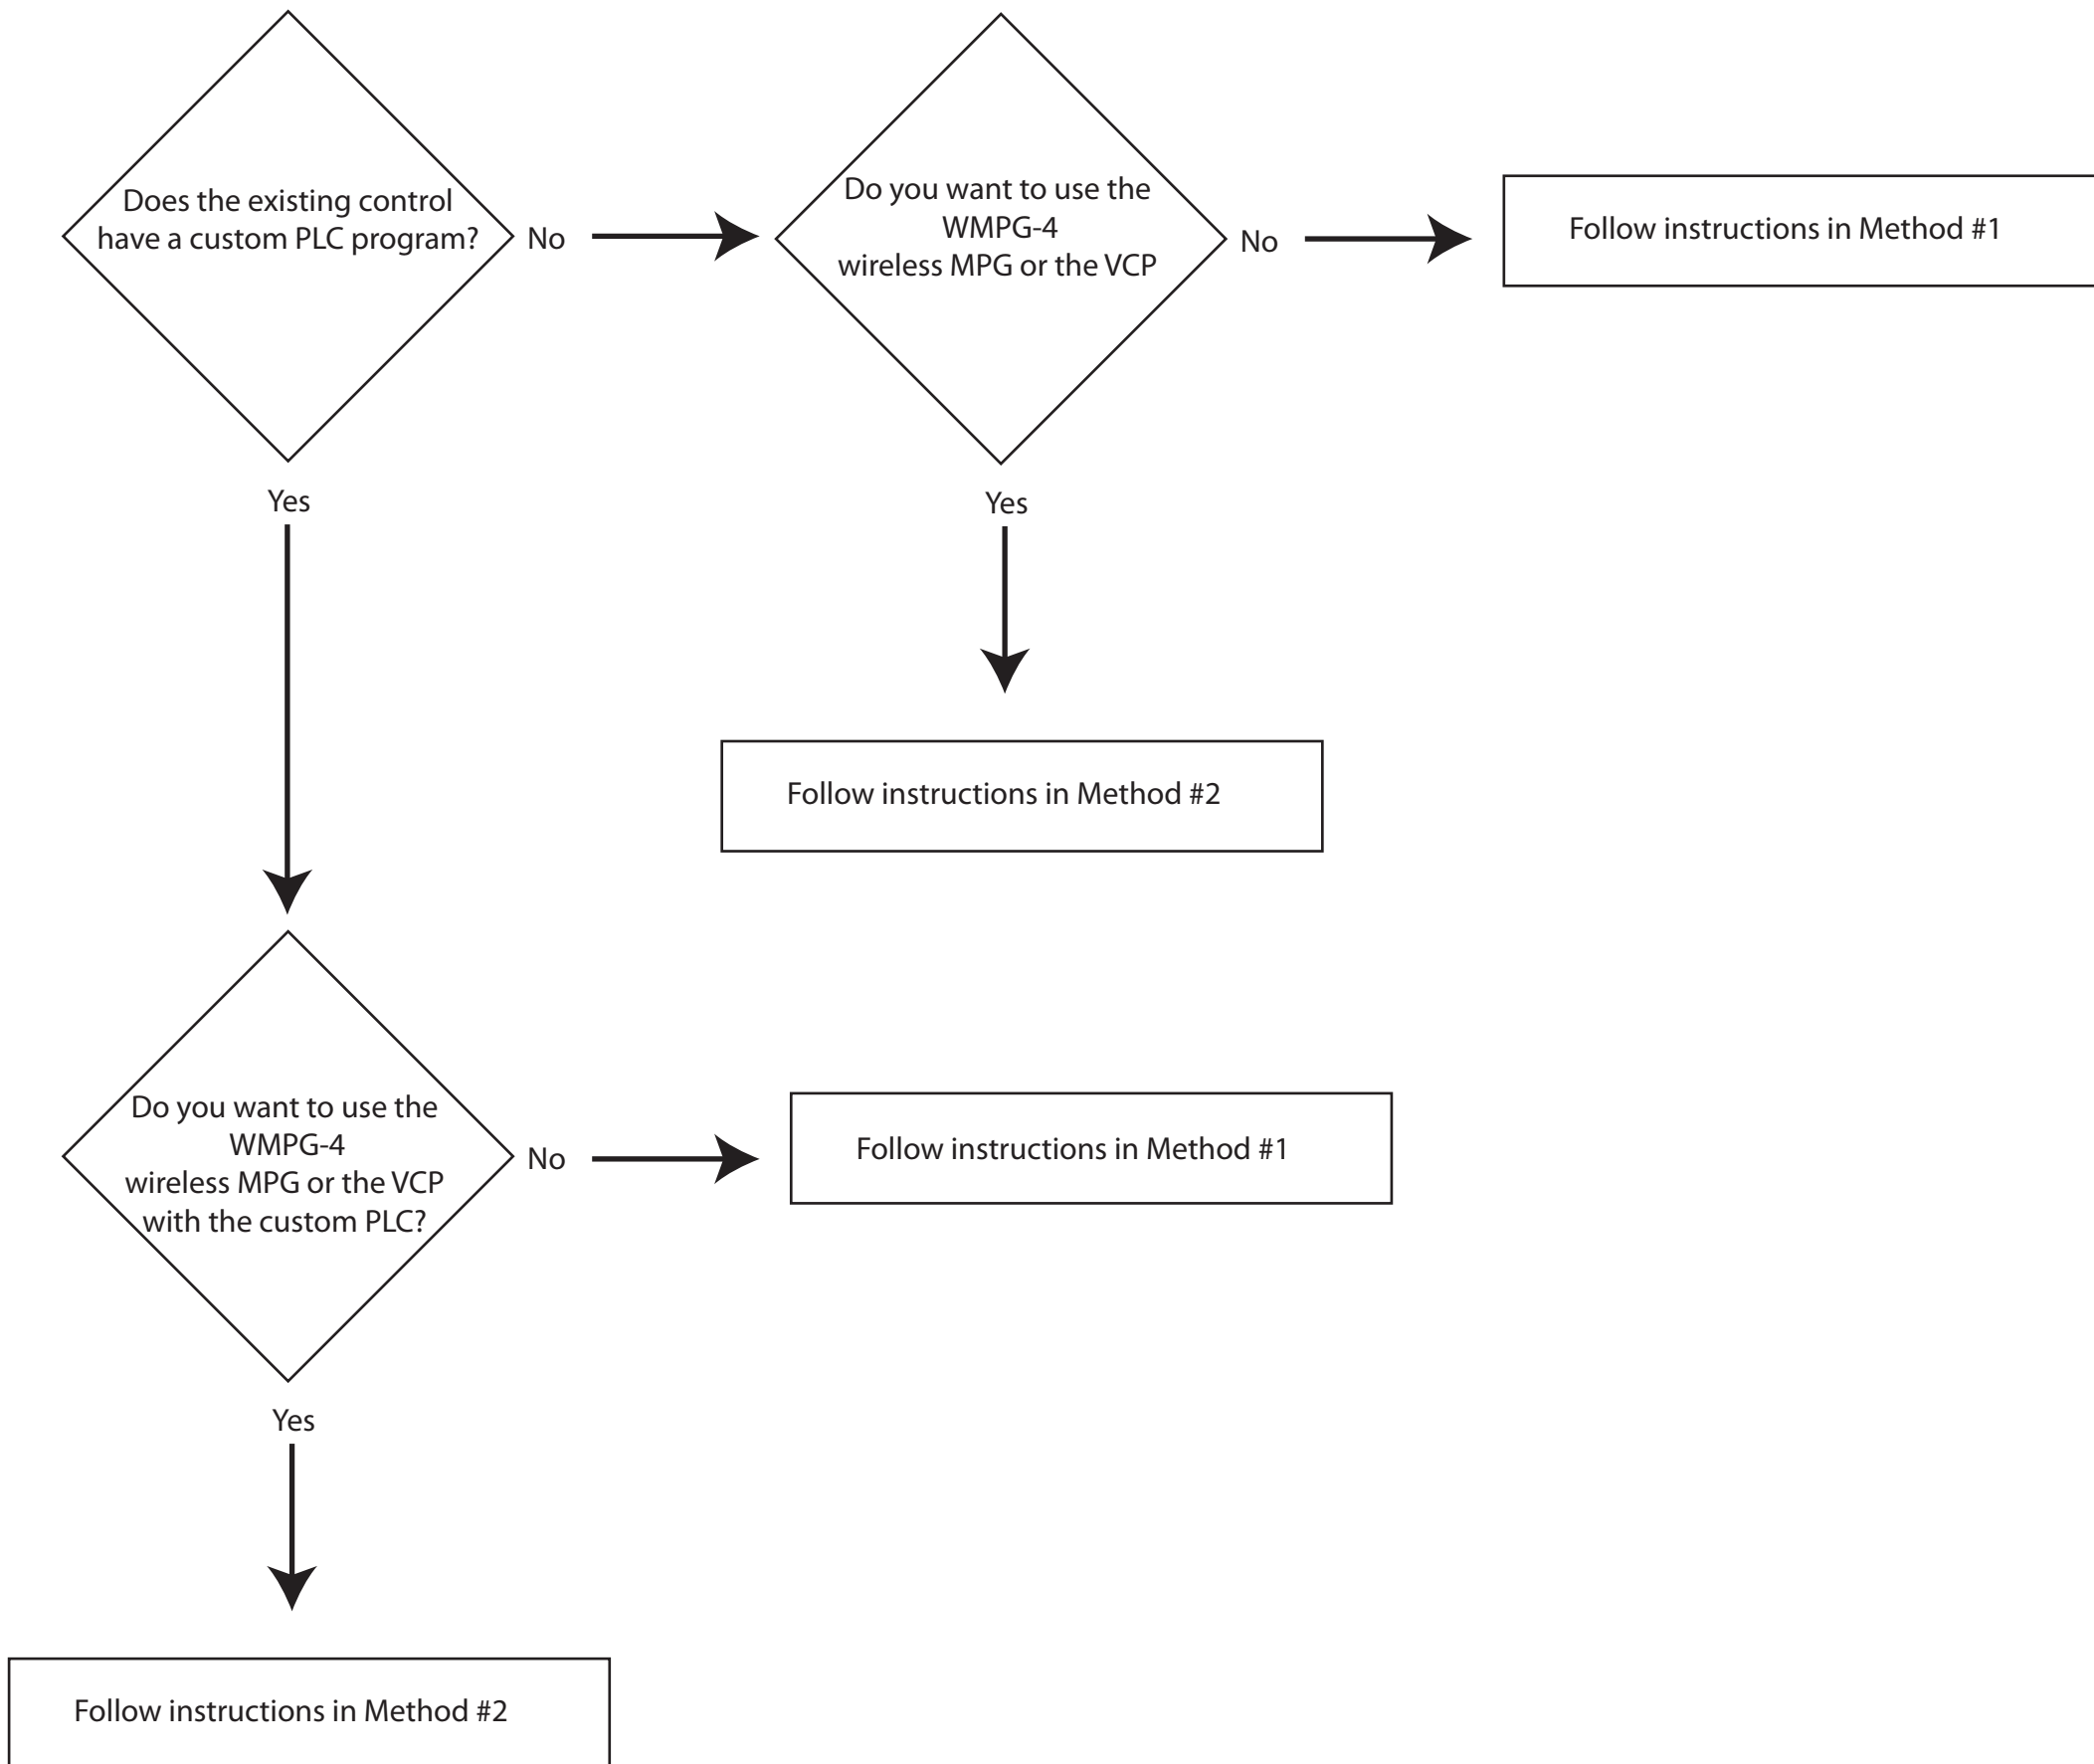 Does the existing control
have a custom PLC program?
No
Do you want to use the
WMPG-4
wireless MPG or the VCP
No
Follow instructions in Method #1
Yes
Yes
Follow instructions in Method #2
Do you want to use the
WMPG-4
wireless MPG or the VCP
with the custom PLC?
No
Follow instructions in Method #1
Yes
Follow instructions in Method #2